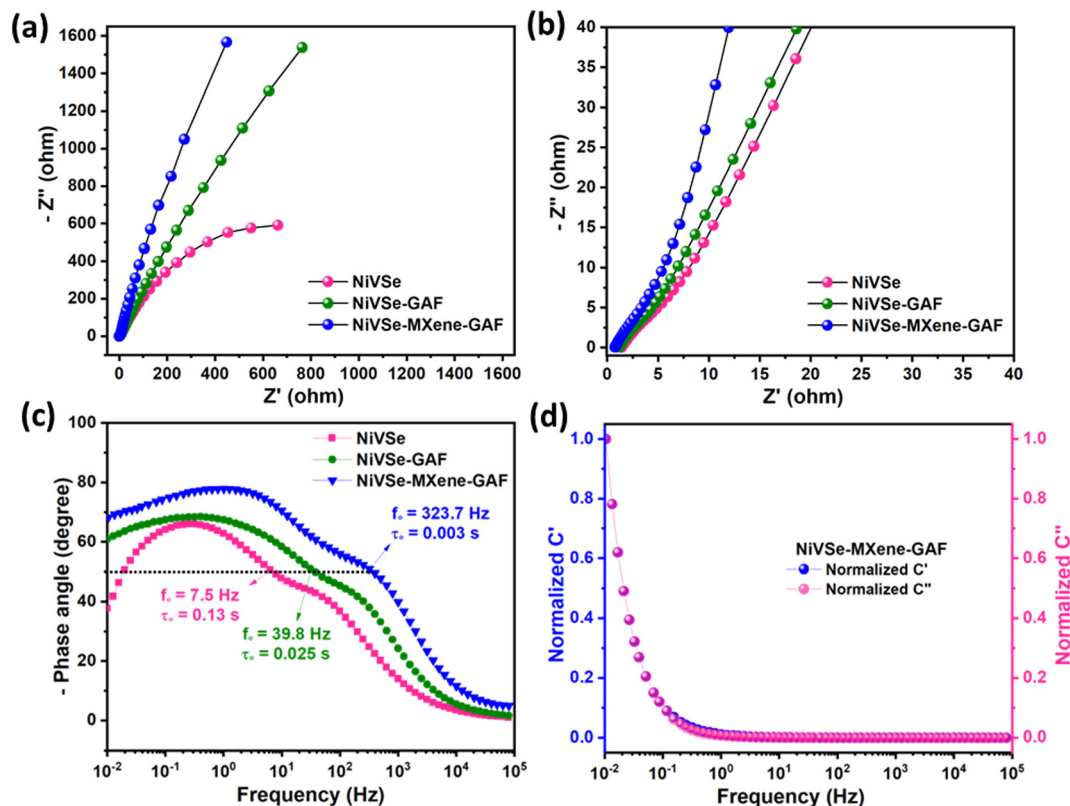 (a)
1600
1400
1200
1000
800
600
400
200
0
- Z'' (ohm)
NiVSe
NiVSe-GAF
NiVSe-MXene-GAF
0 200 400 600 800 1000 1200 1400 1600
Z' (ohm)
(b)
40
35
30
25
20
15
10
5
0
- Z'' (ohm)
NiVSe
NiVSe-GAF
NiVSe-MXene-GAF
0 5 10 15 20 25 30 35 40
Z' (ohm)
(c)
100
80
60
40
20
0
- Phase angle (degree)
NiVSe
NiVSe-GAF
NiVSe-MXene-GAF
fₒ = 323.7 Hz
τₒ = 0.003 s
fₒ = 7.5 Hz
τₒ = 0.13 s
fₒ = 39.8 Hz
τₒ = 0.025 s
10⁻² 10⁻¹ 10⁰ 10¹ 10² 10³ 10⁴ 10⁵
Frequency (Hz)
(d)
1.0
0.8
0.6
0.4
0.2
0.0
Normalized C'
NiVSe-MXene-GAF
Normalized C'
Normalized C''
1.0
0.8
0.6
0.4
0.2
0.0
Normalized C''
10⁻² 10⁻¹ 10⁰ 10¹ 10² 10³ 10⁴ 10⁵
Frequency (Hz)